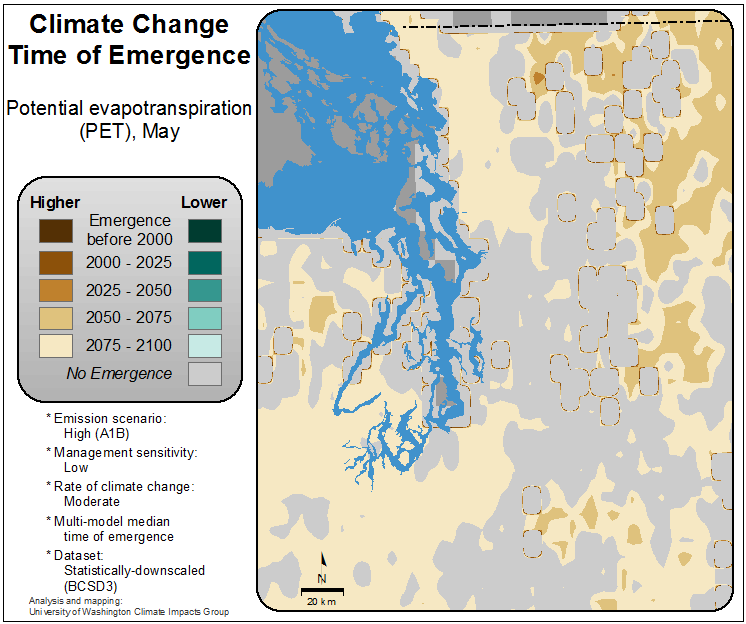 Climate Change
Time of Emergence
Potential evapotranspiration
(PET), May
Higher
Lower
Emergence
before 2000
2000 - 2025
2025 - 2050
2050 - 2075
2075 - 2100
No Emergence
* Emission scenario:
High (A1B)
* Management sensitivity:
Low
* Rate of climate change:
Moderate
* Multi-model median
time of emergence
* Dataset:
Statistically-downscaled
(BCSD3)
Analysis and mapping:
University of Washington Climate Impacts Group
N
20 km